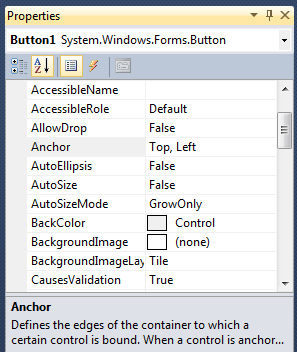 Properties
Button1 System.Windows.Forms.Button
AccessibleName
AccessibleRole Default
AllowDrop False
Anchor Top, Left
AutoEllipsis False
AutoSize False
AutoSizeMode GrowOnly
BackColor Control
BackgroundImage (none)
BackgroundImageLay Tile
CausesValidation True
Anchor
Defines the edges of the container to which a
certain control is bound. When a control is anchor...